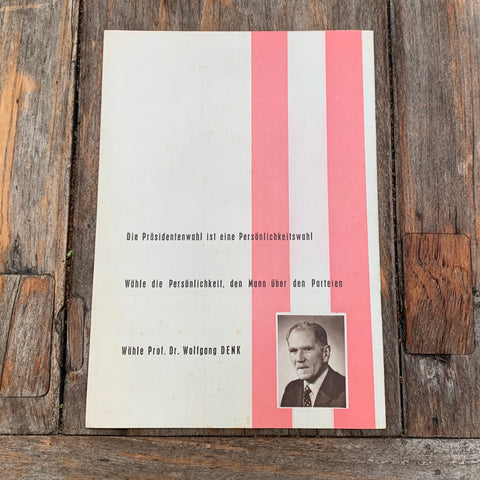 Die Präsidentenwahl ist eine Persönlichkeitswahl
Wähle die Persönlichkeit, den Mann über den Parteien
Wähle Prof. Dr. Wolfgang DENK